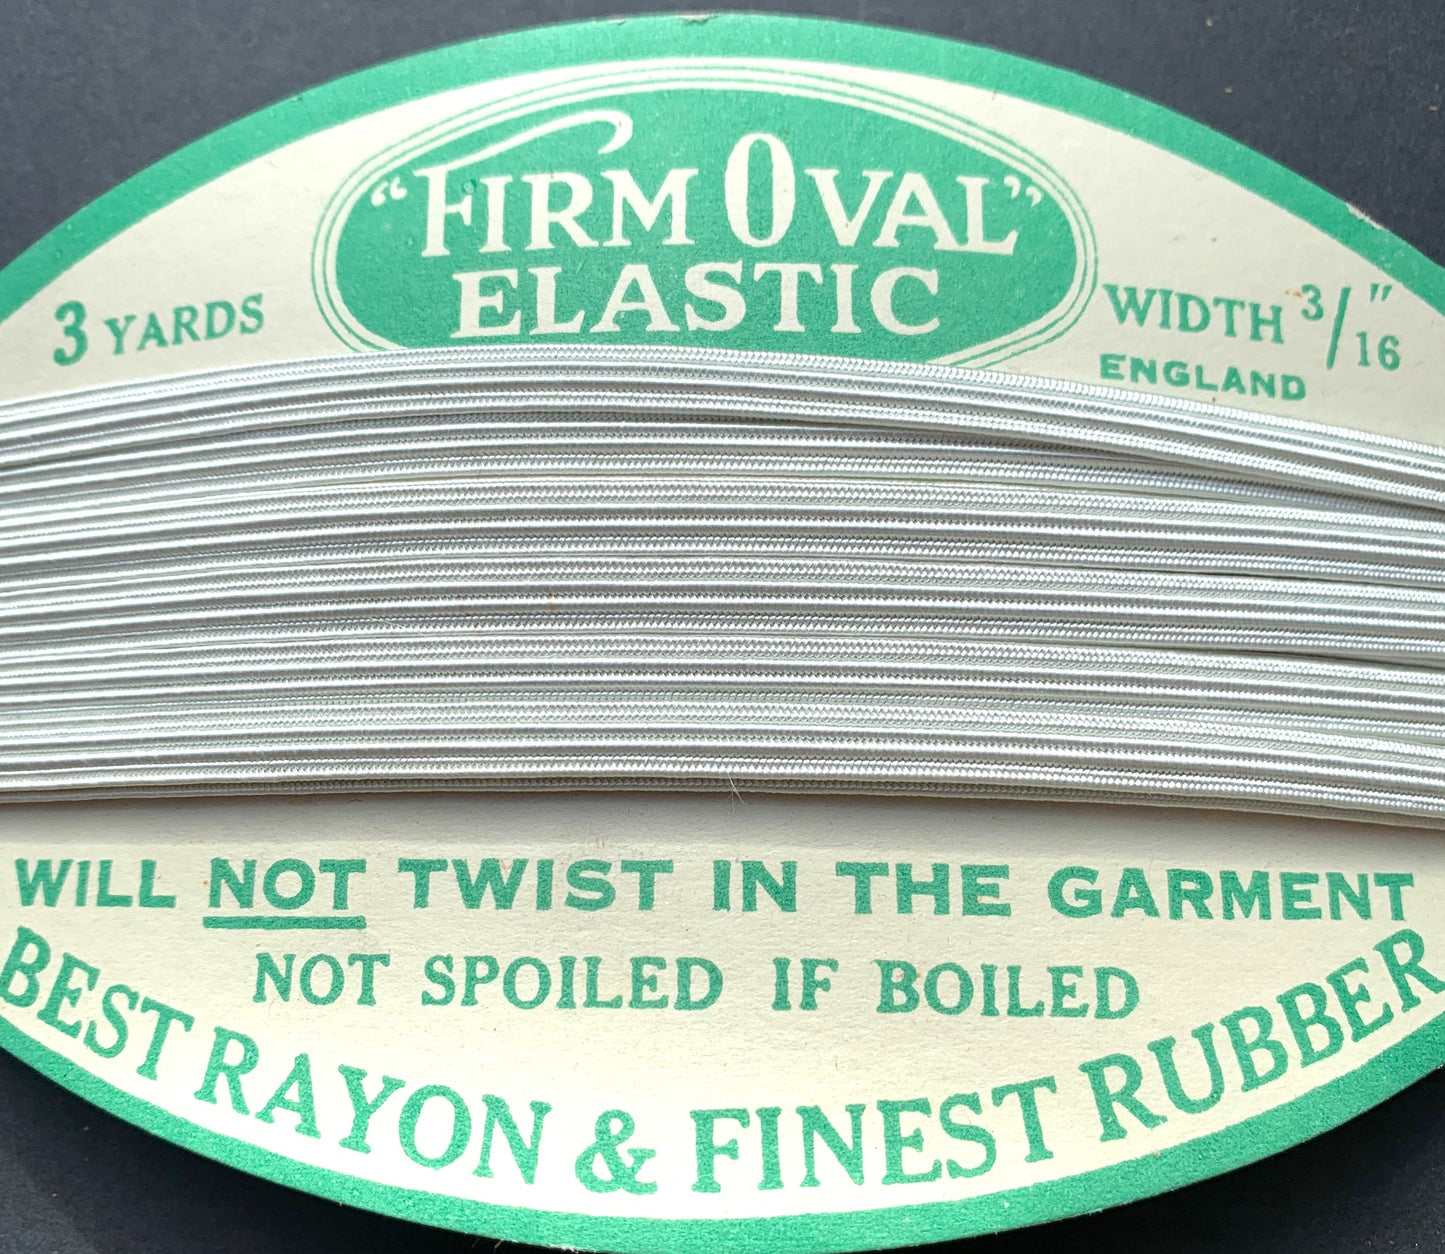 "FIRM OVAL"
ELASTIC
3 YARDS
WIDTH 3/16"
ENGLAND
WILL NOT TWIST IN THE GARMENT
NOT SPOILED IF BOILED
BEST RAYON & FINEST RUBBER